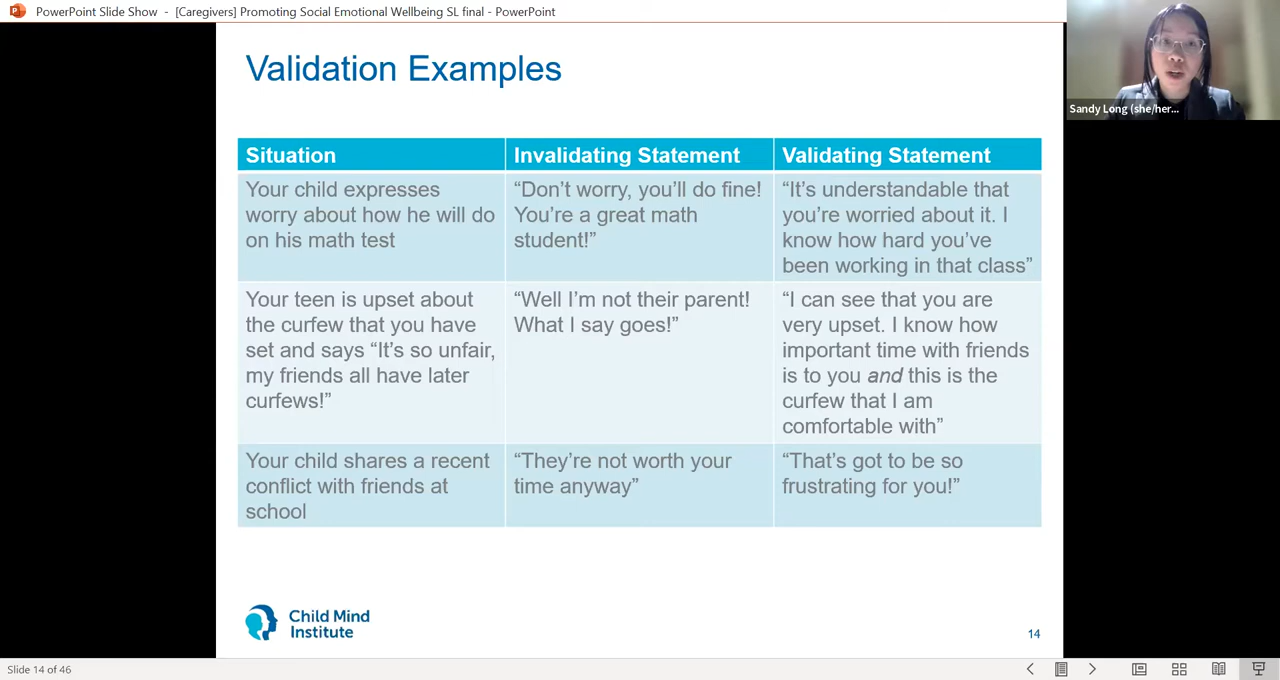 PowerPoint Slide Show - [Caregivers] Promoting Social Emotional Wellbeing SL final - PowerPoint
Sandy Long (she/her...
Validation Examples
Situation
Invalidating Statement
Validating Statement
Your child expresses
worry about how he will do
on his math test
“Don’t worry, you’ll do fine!
You’re a great math
student!”
“It’s understandable that
you’re worried about it. I
know how hard you’ve
been working in that class”
Your teen is upset about
the curfew that you have
set and says “It’s so unfair,
my friends all have later
curfews!”
“Well I’m not their parent!
What I say goes!”
“I can see that you are
very upset. I know how
important time with friends
is to you and this is the
curfew that I am
comfortable with”
Your child shares a recent
conflict with friends at
school
“They’re not worth your
time anyway”
“That’s got to be so
frustrating for you!”
Child Mind
Institute
14
Slide 14 of 46